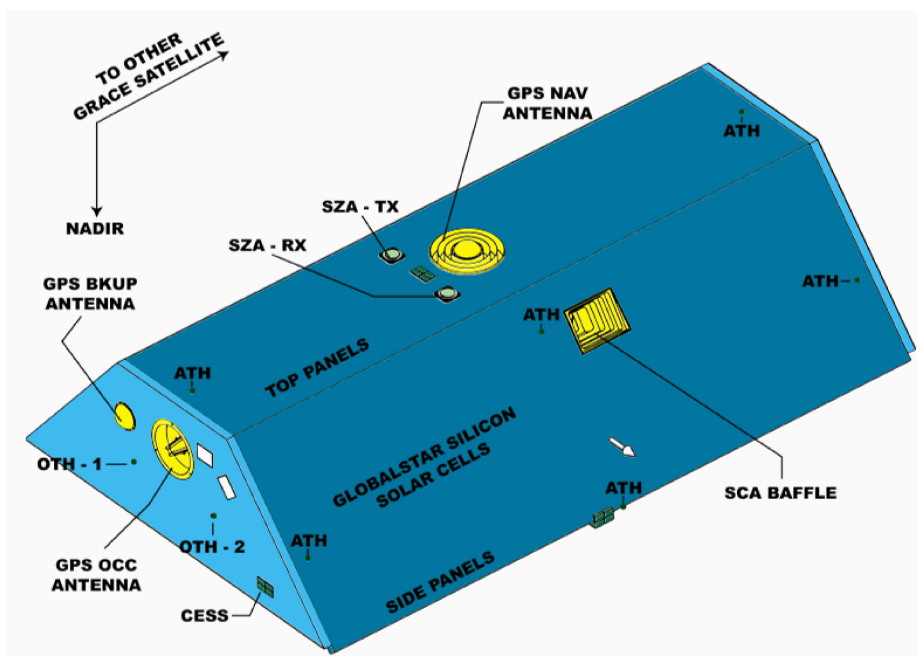 TO OTHER
GRACE SATELLITE
NADIR
GPS NAV
ANTENNA
ATH
SZA - TX
SZA - RX
GPS BKUP
ANTENNA
ATH
ATH
TOP PANELS
ATH
OTH - 1
GLOBALSTAR SILICON
SOLAR CELLS
SCA BAFFLE
ATH
ATH
OTH - 2
GPS OCC
ANTENNA
SIDE PANELS
CESS